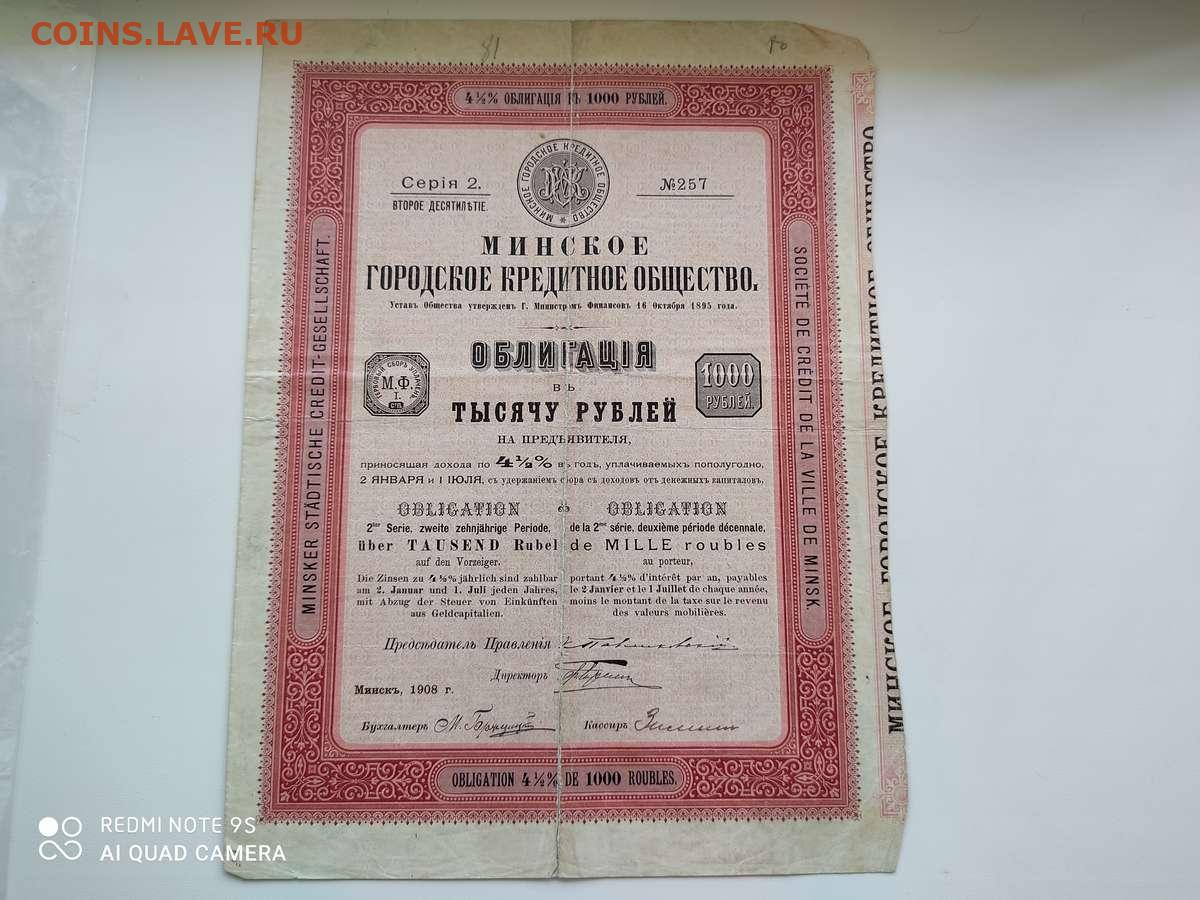 COINS.LAVE.RU
81
80
4½% ОБЛИГАЦІЯ ВЪ 1000 РУБЛЕЙ.
МИНСКОЕ ГОРОДСКОЕ КРЕДИТНОЕ ОБЩЕСТВО
Серія 2.
ВТОРОЕ ДЕСЯТИЛѢТІЕ.
№257
МИНСКОЕ
ГОРОДСКОЕ КРЕДИТНОЕ ОБЩЕСТВО.
Уставъ Общества утвержденъ Г. Министромъ Финансовъ 16 Октября 1895 года.
ОБЛИГАЦІЯ
ВЪ
ТЫСЯЧУ РУБЛЕЙ
НА ПРЕДЪЯВИТЕЛЯ,
ГЕРБОВЫЙ СБОРЪ УПЛАЧЕНЪ
М.Ф.
I.
СПБ.
1000
РУБЛЕЙ.
приносящая дохода по 4½% въ годъ, уплачиваемыхъ пополугодно,
2 ЯНВАРЯ и 1 ІЮЛЯ, съ удержаніемъ сбора съ доходовъ отъ денежныхъ капиталовъ.
OBLIGATION
2ter Serie, zweite zehnjährige Periode,
über TAUSEND Rubel
auf den Vorzeiger.
Die Zinsen zu 4½% jährlich sind zahlbar
am 2. Januar und 1. Juli jeden Jahres,
mit Abzug der Steuer von Einkünften
aus Geldcapitalien.
OBLIGATION
de la 2me série, deuxième période décennale,
de MILLE roubles
au porteur,
portant 4½% d'intérêt par an, payables
le 2 Janvier et le 1 Juillet de chaque année,
moins le montant de la taxe sur le revenu
des valeurs mobilières.
Предсѣдатель Правленія
Директоръ
Минскъ, 1908 г.
Бухгалтеръ
Кассиръ
OBLIGATION 4½% DE 1000 ROUBLES.
MINSKER STÄDTISCHE CREDIT-GESELLSCHAFT.
SOCIÉTÉ DE CRÉDIT DE LA VILLE DE MINSK.
МИНСКОЕ ГОРОДСКОЕ КРЕДИТНОЕ ОБЩЕСТВО
REDMI NOTE 9S
AI QUAD CAMERA